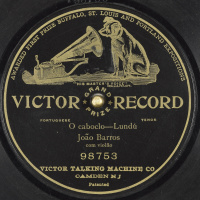 AWARDED FIRST PRIZE BUFFALO, ST. LOUIS AND PORTLAND EXPOSITIONS
"HIS MASTER'S VOICE"
VICTOR RECORD
GRAND PRIZE
PORTUGUESE TENOR
O caboclo—Lundú
João Barros
com violão
98753
VICTOR TALKING MACHINE CO
CAMDEN NJ
Patented